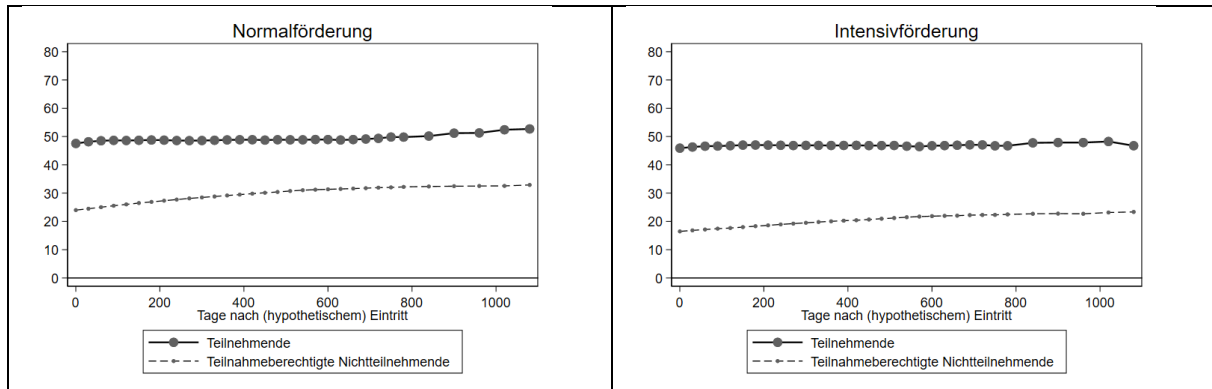 Normalförderung
80
70
60
50
40
30
20
10
0
0 200 400 600 800 1000
Tage nach (hypothetischem) Eintritt
Teilnehmende
Teilnahmeberechtigte Nichtteilnehmende
Intensivförderung
80
70
60
50
40
30
20
10
0
0 200 400 600 800 1000
Tage nach (hypothetischem) Eintritt
Teilnehmende
Teilnahmeberechtigte Nichtteilnehmende